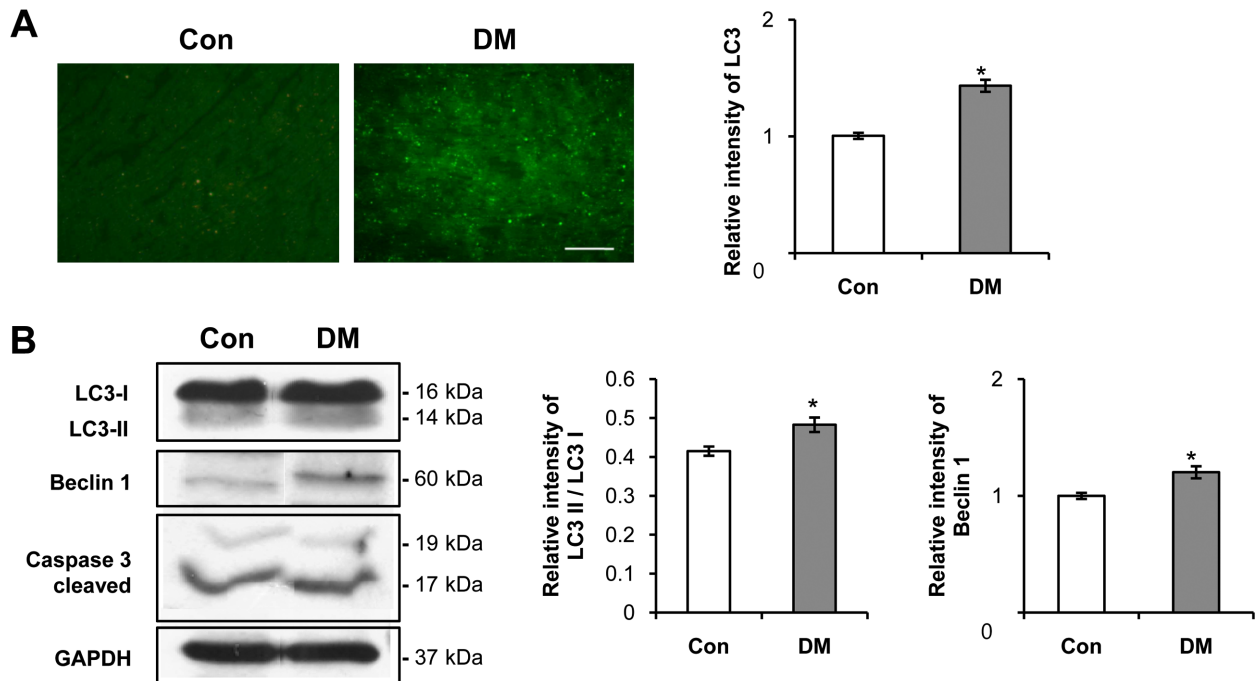 A
Con
DM
Relative intensity of LC3
2
1
0
*
Con
DM
B
Con
DM
LC3-I
- 16 kDa
LC3-II
- 14 kDa
Beclin 1
- 60 kDa
Caspase 3
cleaved
- 19 kDa
- 17 kDa
GAPDH
- 37 kDa
Relative intensity of
LC3 II / LC3 I
0.6
0.5
0.4
0.3
0.2
0.1
0
*
Con
DM
Relative intensity of
Beclin 1
2
1
0
*
Con
DM